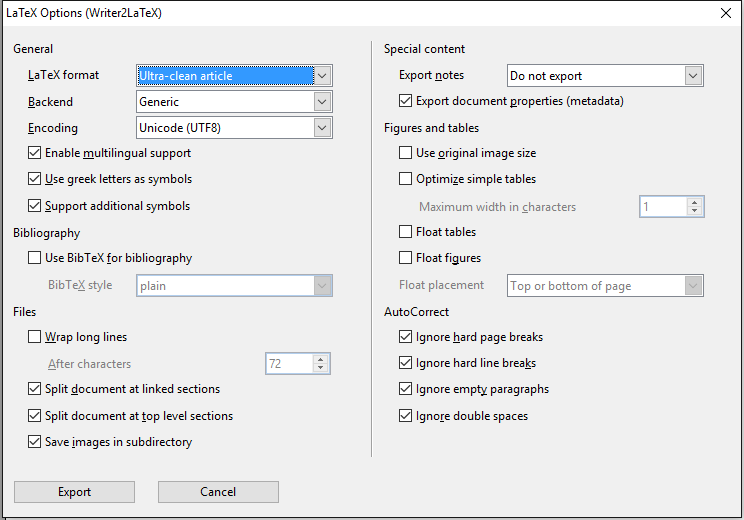 LaTeX Options (Writer2LaTeX)
General
LaTeX format
Ultra-clean article
Backend
Generic
Encoding
Unicode (UTF8)
Enable multilingual support
Use greek letters as symbols
Support additional symbols
Bibliography
Use BibTeX for bibliography
BibTeX style
plain
Files
Wrap long lines
After characters
72
Split document at linked sections
Split document at top level sections
Save images in subdirectory
Export
Cancel
Special content
Export notes
Do not export
Export document properties (metadata)
Figures and tables
Use original image size
Optimize simple tables
Maximum width in characters
1
Float tables
Float figures
Float placement
Top or bottom of page
AutoCorrect
Ignore hard page breaks
Ignore hard line breaks
Ignore empty paragraphs
Ignore double spaces